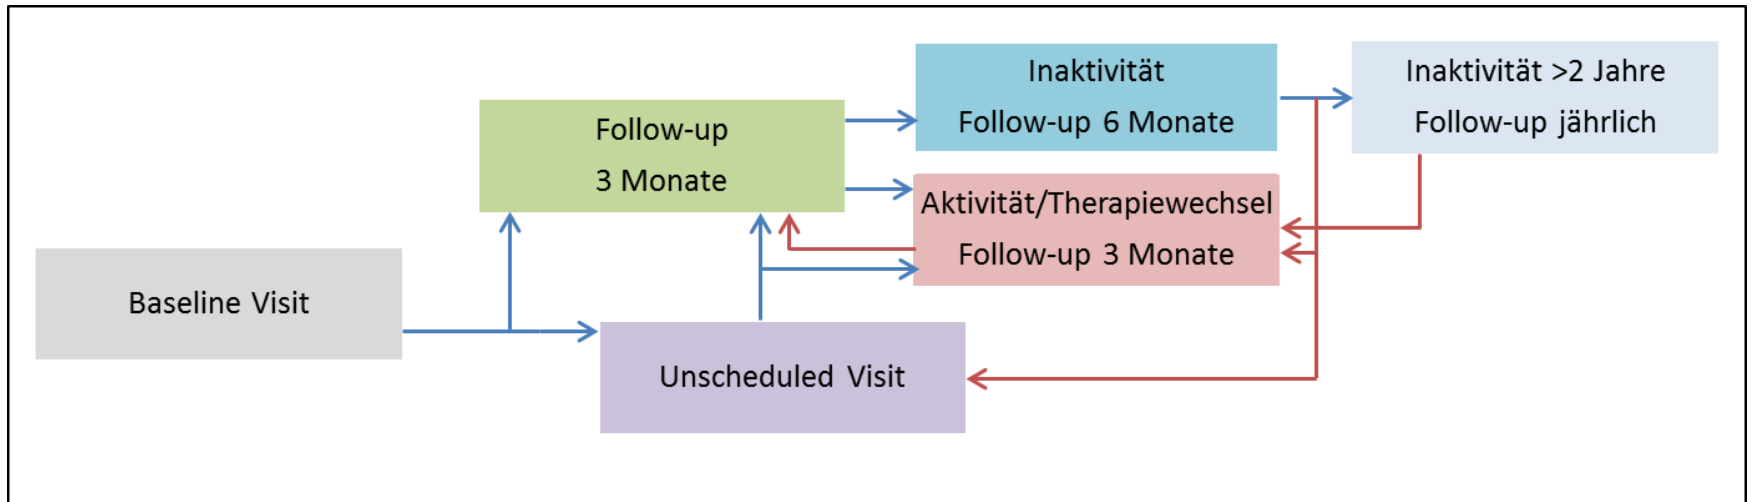 Baseline Visit
Follow-up
3 Monate
Unscheduled Visit
Inaktivität
Follow-up 6 Monate
Aktivität/Therapiewechsel
Follow-up 3 Monate
Inaktivität >2 Jahre
Follow-up jährlich